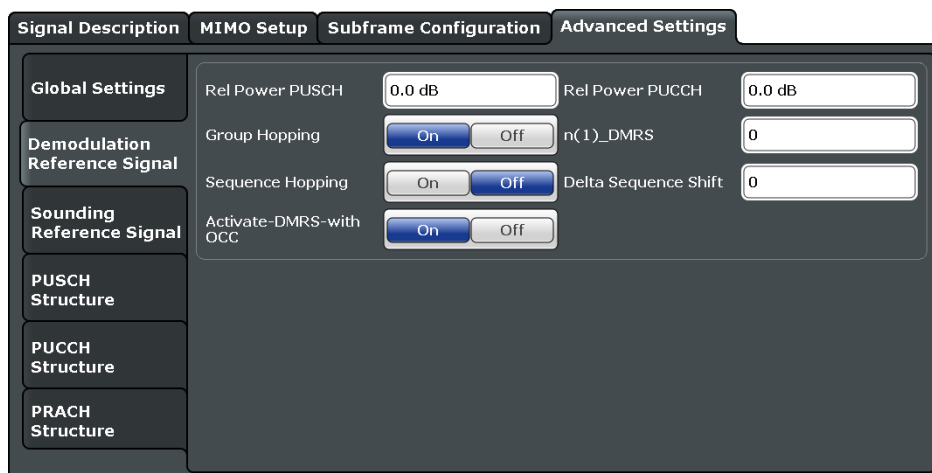 Signal Description MIMO Setup Subframe Configuration Advanced Settings
Global Settings
Demodulation
Reference Signal
Sounding
Reference Signal
PUSCH
Structure
PUCCH
Structure
PRACH
Structure
Rel Power PUSCH 0.0 dB Rel Power PUCCH 0.0 dB
Group Hopping On Off n(1)_DMRS 0
Sequence Hopping On Off Delta Sequence Shift 0
Activate-DMRS-with
OCC On Off